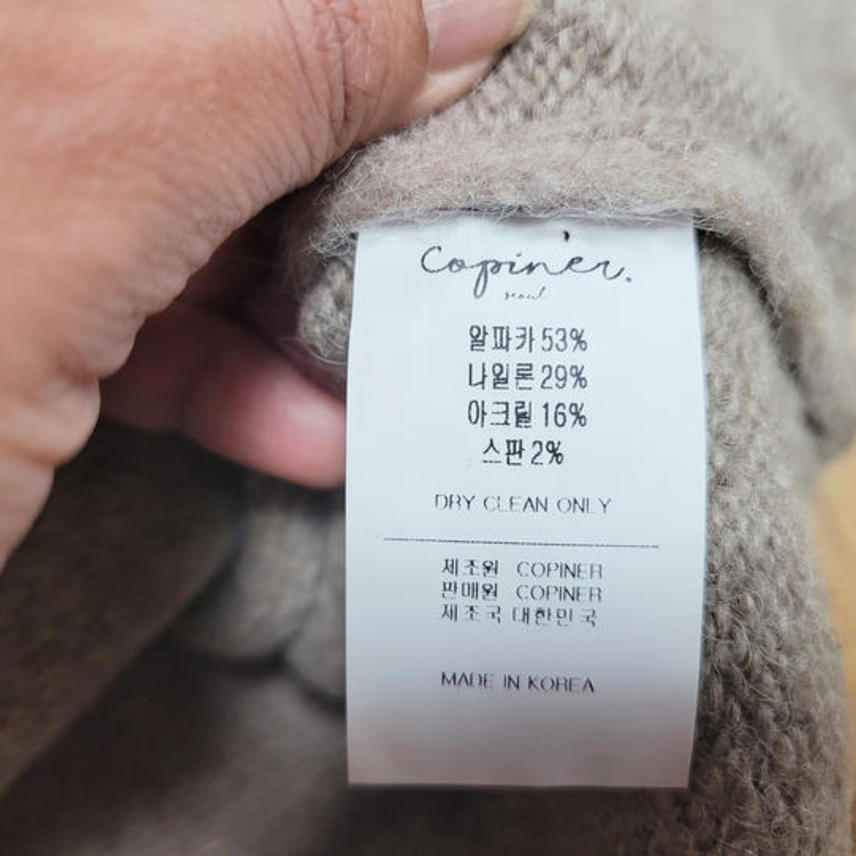 Copiner.
seoul
알파카 53%
나일론 29%
아크릴 16%
스판 2%
DRY CLEAN ONLY
제조원 COPINER
판매원 COPINER
제조국 대한민국
MADE IN KOREA